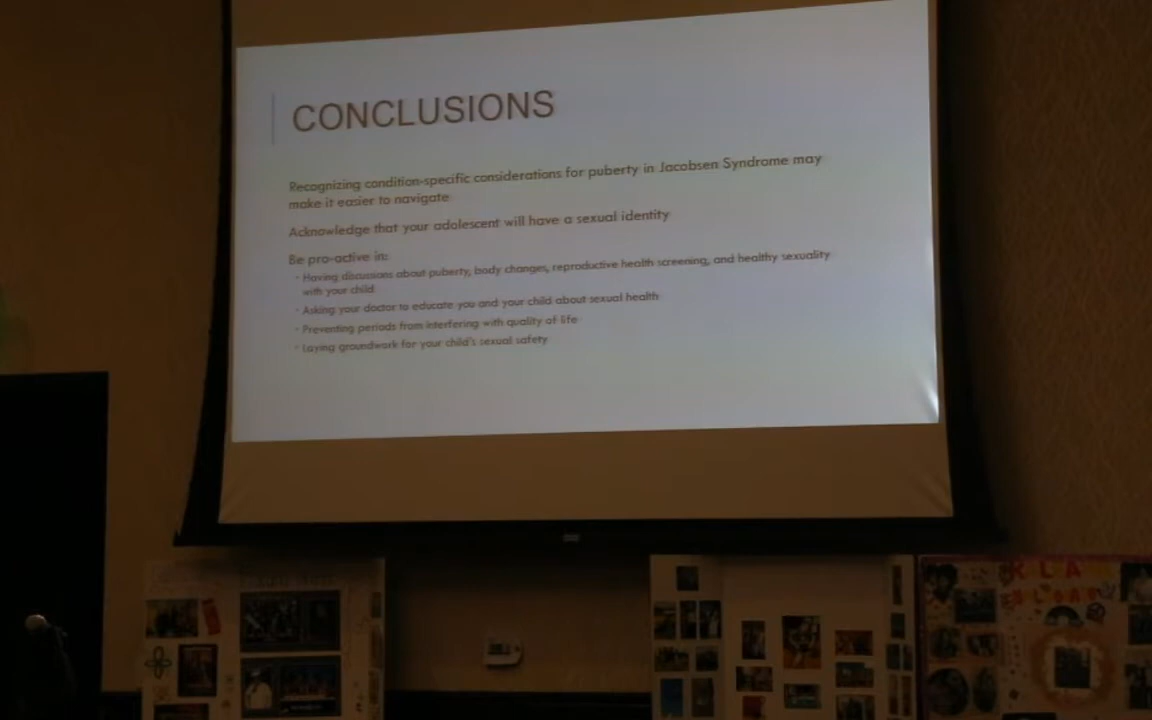 CONCLUSIONS
Recognizing condition-specific considerations for puberty in Jacobsen Syndrome may
make it easier to navigate
Acknowledge that your adolescent will have a sexual identity
Be pro-active in:
- Having discussions about puberty, body changes, reproductive health screening, and healthy sexuality
with your child
- Asking your doctor to educate you and your child about sexual health
- Preventing periods from interfering with quality of life
- Laying groundwork for your child's sexual safety